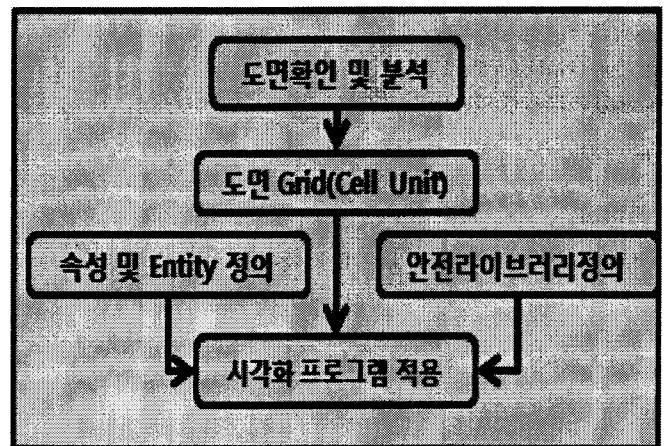 도면확인 및 분석
도면 Grid(Cell Unit)
속성 및 Entity 정의
안전라이브러리정의
시각화 프로그램 적용